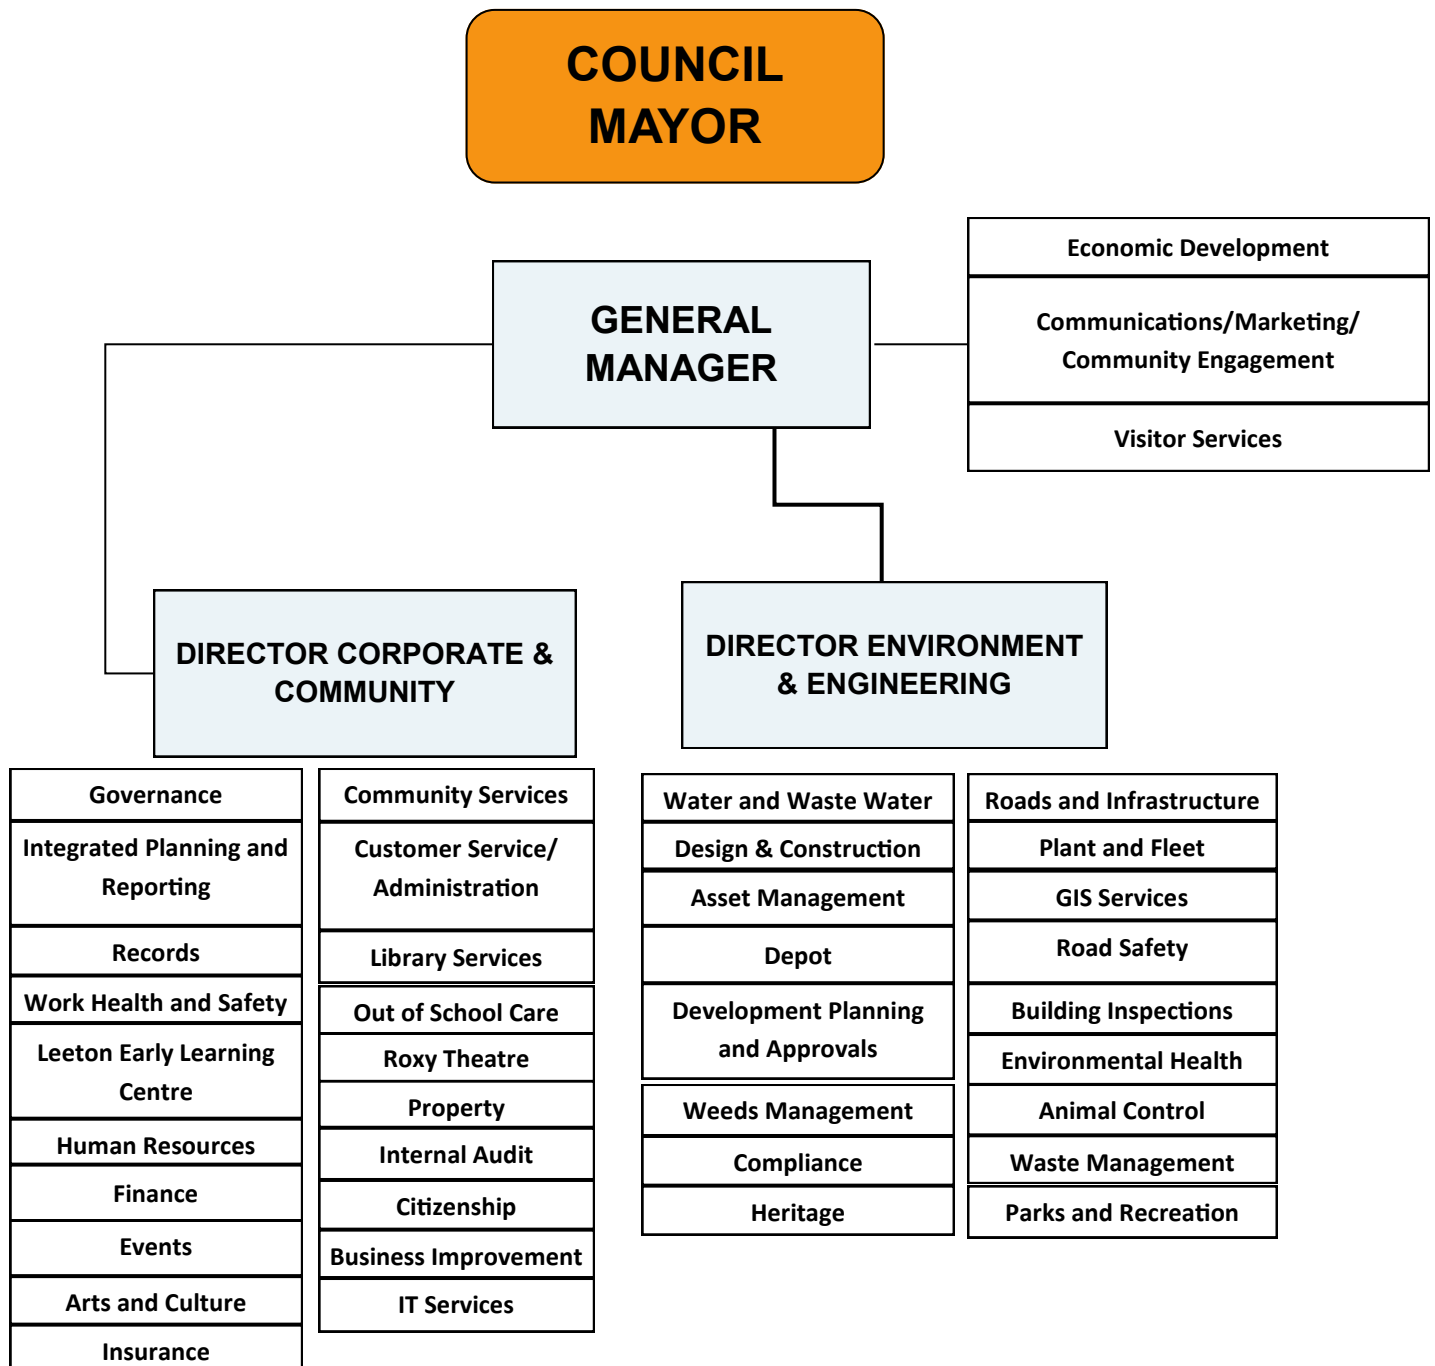 COUNCIL
MAYOR
GENERAL
MANAGER
Economic Development
Communications/Marketing/
Community Engagement
Visitor Services
DIRECTOR CORPORATE &
COMMUNITY
DIRECTOR ENVIRONMENT
& ENGINEERING
Governance
Integrated Planning and
Reporting
Records
Work Health and Safety
Leeton Early Learning
Centre
Human Resources
Finance
Events
Arts and Culture
Insurance
Community Services
Customer Service/
Administration
Library Services
Out of School Care
Roxy Theatre
Property
Internal Audit
Citizenship
Business Improvement
IT Services
Water and Waste Water
Design & Construction
Asset Management
Depot
Development Planning
and Approvals
Weeds Management
Compliance
Heritage
Roads and Infrastructure
Plant and Fleet
GIS Services
Road Safety
Building Inspections
Environmental Health
Animal Control
Waste Management
Parks and Recreation